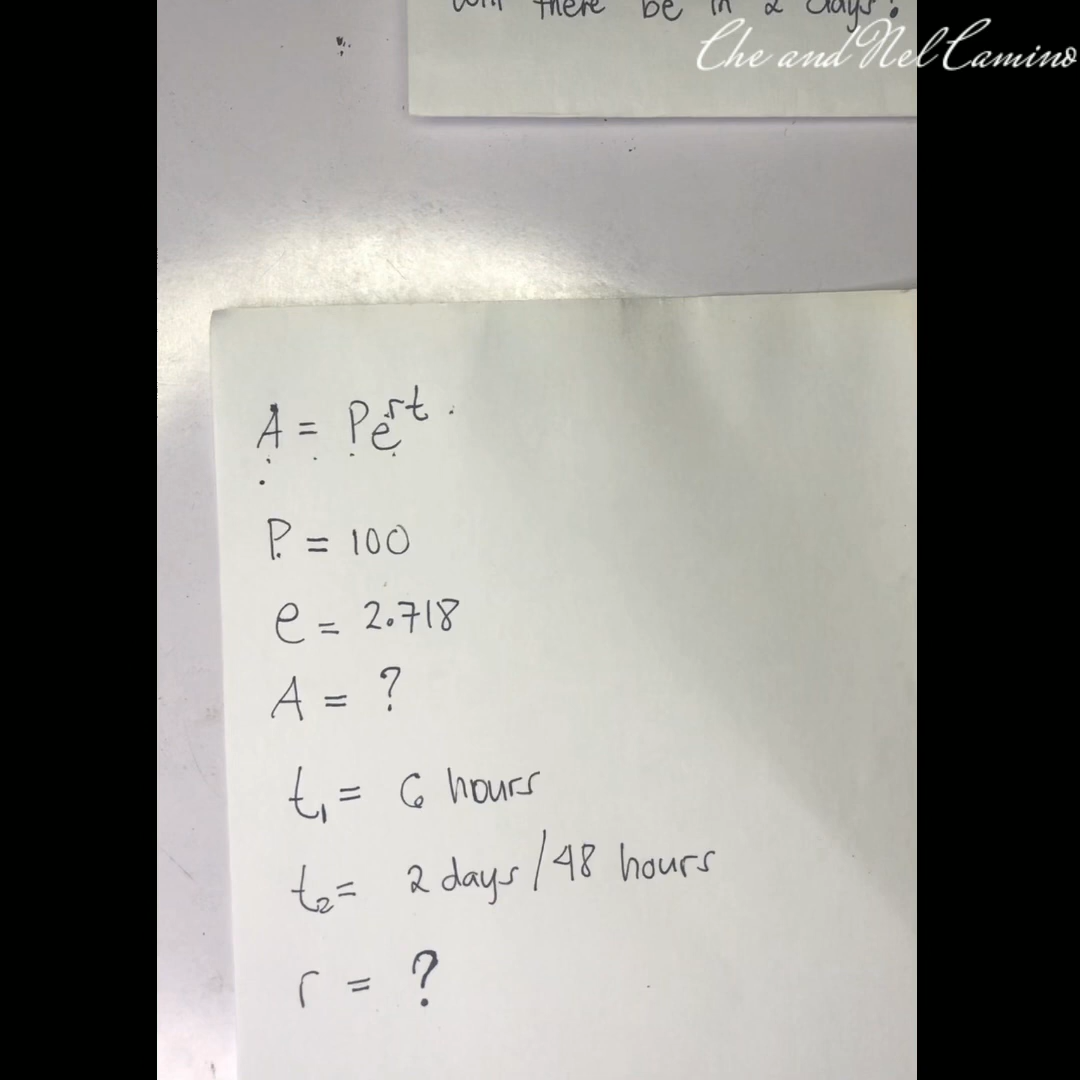 will there be in 2 days?
Che and Nel Camino
A = Pe^rt.
P = 100
e = 2.718
A = ?
t₁ = 6 hours
t₂ = 2 days / 48 hours
r = ?